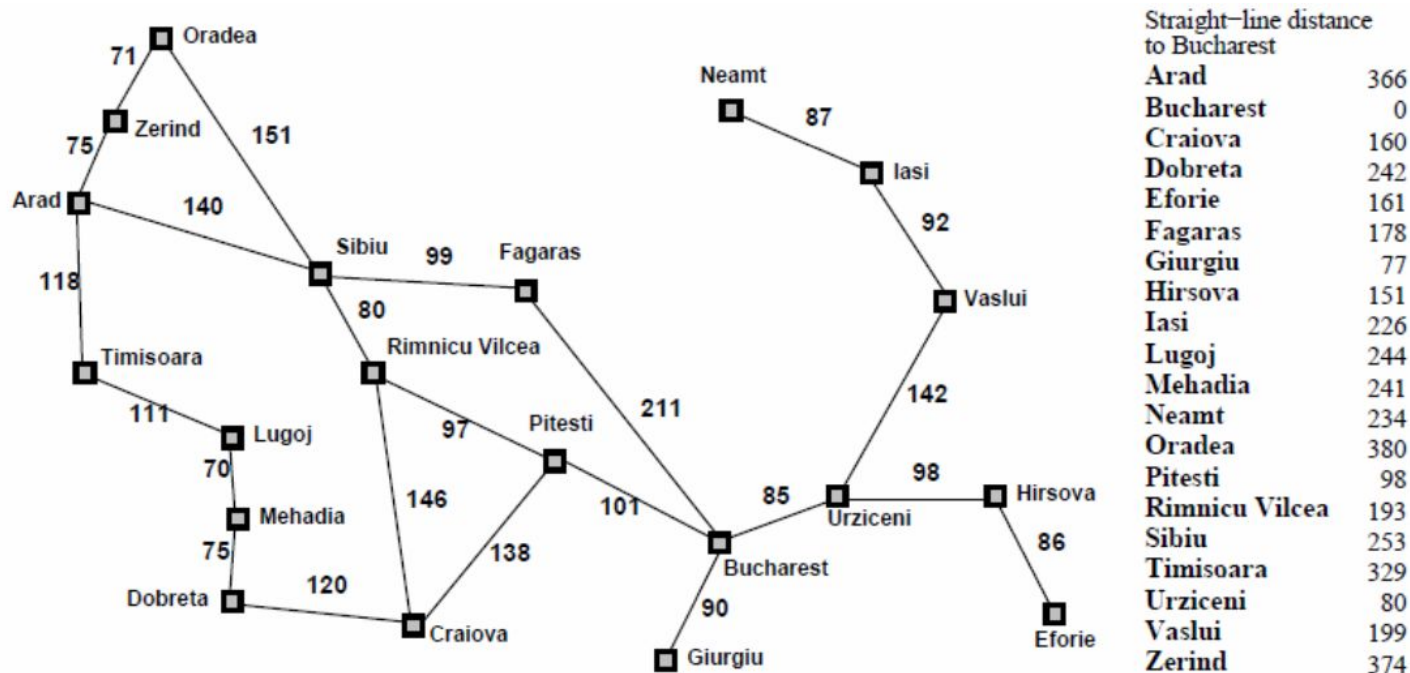 Oradea
71
Neamt
87
Zerind
151
75
Iasi
Arad
140
92
Sibiu
99
Fagaras
118
80
Vaslui
Timisoara
Rimnicu Vilcea
211
142
111
Lugoj
97
Pitesti
70
146
101
85
98
Hirsova
Mehadia
Urziceni
86
75
138
Bucharest
Dobreta
120
90
Craiova
Eforie
Giurgiu
Straight-line distance
to Bucharest
Arad 366
Bucharest 0
Craiova 160
Dobreta 242
Eforie 161
Fagaras 178
Giurgiu 77
Hirsova 151
Iasi 226
Lugoj 244
Mehadia 241
Neamt 234
Oradea 380
Pitesti 98
Rimnicu Vilcea 193
Sibiu 253
Timisoara 329
Urziceni 80
Vaslui 199
Zerind 374